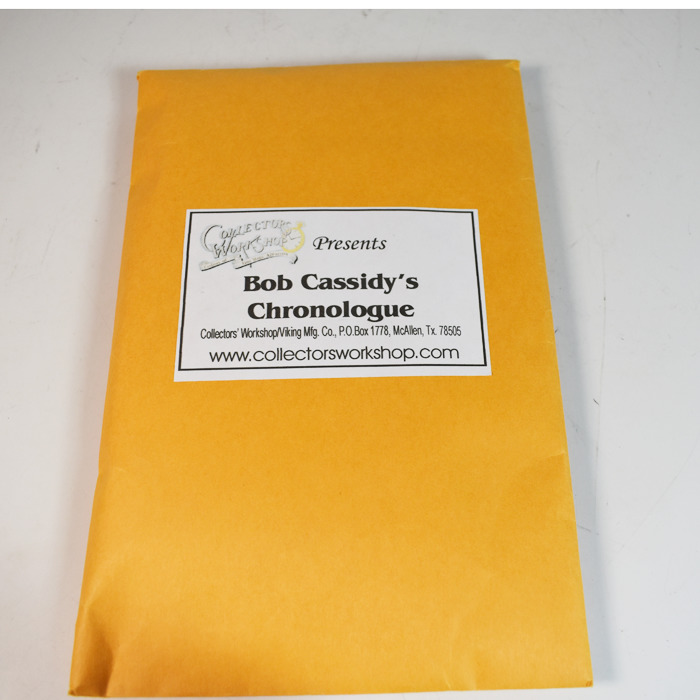 COLLECTORS
WORKSHOP
Presents
Bob Cassidy's
Chronologue
Collectors' Workshop/Viking Mfg. Co., P.O.Box 1778, McAllen, Tx. 78505
www.collectorsworkshop.com